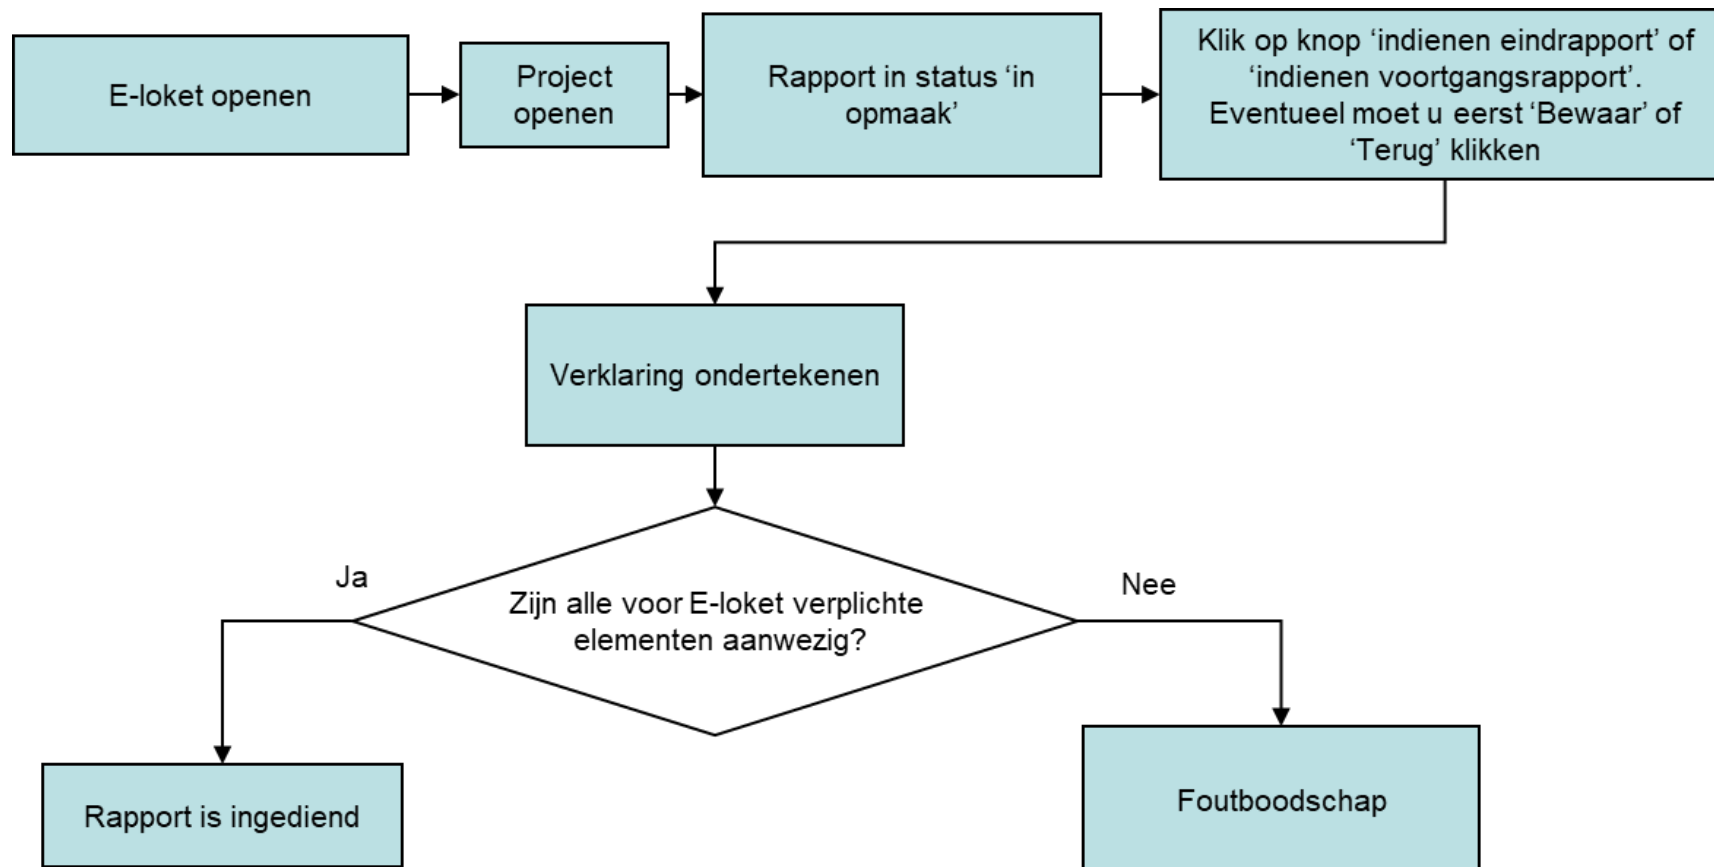 E-loket openen
Project
openen
Rapport in status ‘in
opmaak’
Klik op knop ‘indienen eindrapport’ of
‘indienen voortgangsrapport’.
Eventueel moet u eerst ‘Bewaar’ of
‘Terug’ klikken
Verklaring ondertekenen
Ja
Nee
Zijn alle voor E-loket verplichte
elementen aanwezig?
Rapport is ingediend
Foutboodschap